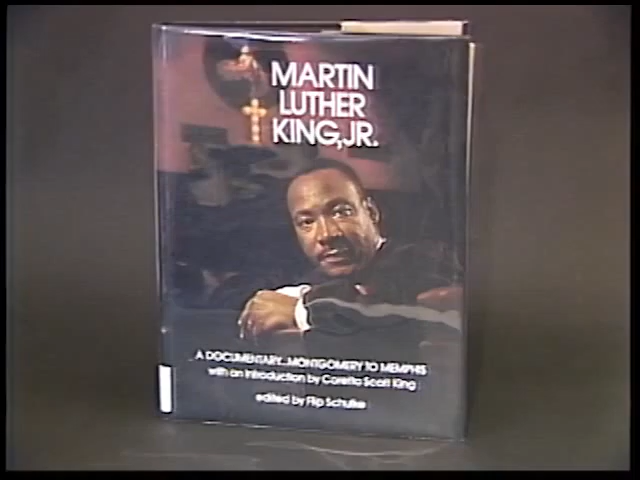 MARTIN
LUTHER
KING, JR.
A DOCUMENTARY...MONTGOMERY TO MEMPHIS
with an Introduction by Coretta Scott King
edited by Flip Schulke